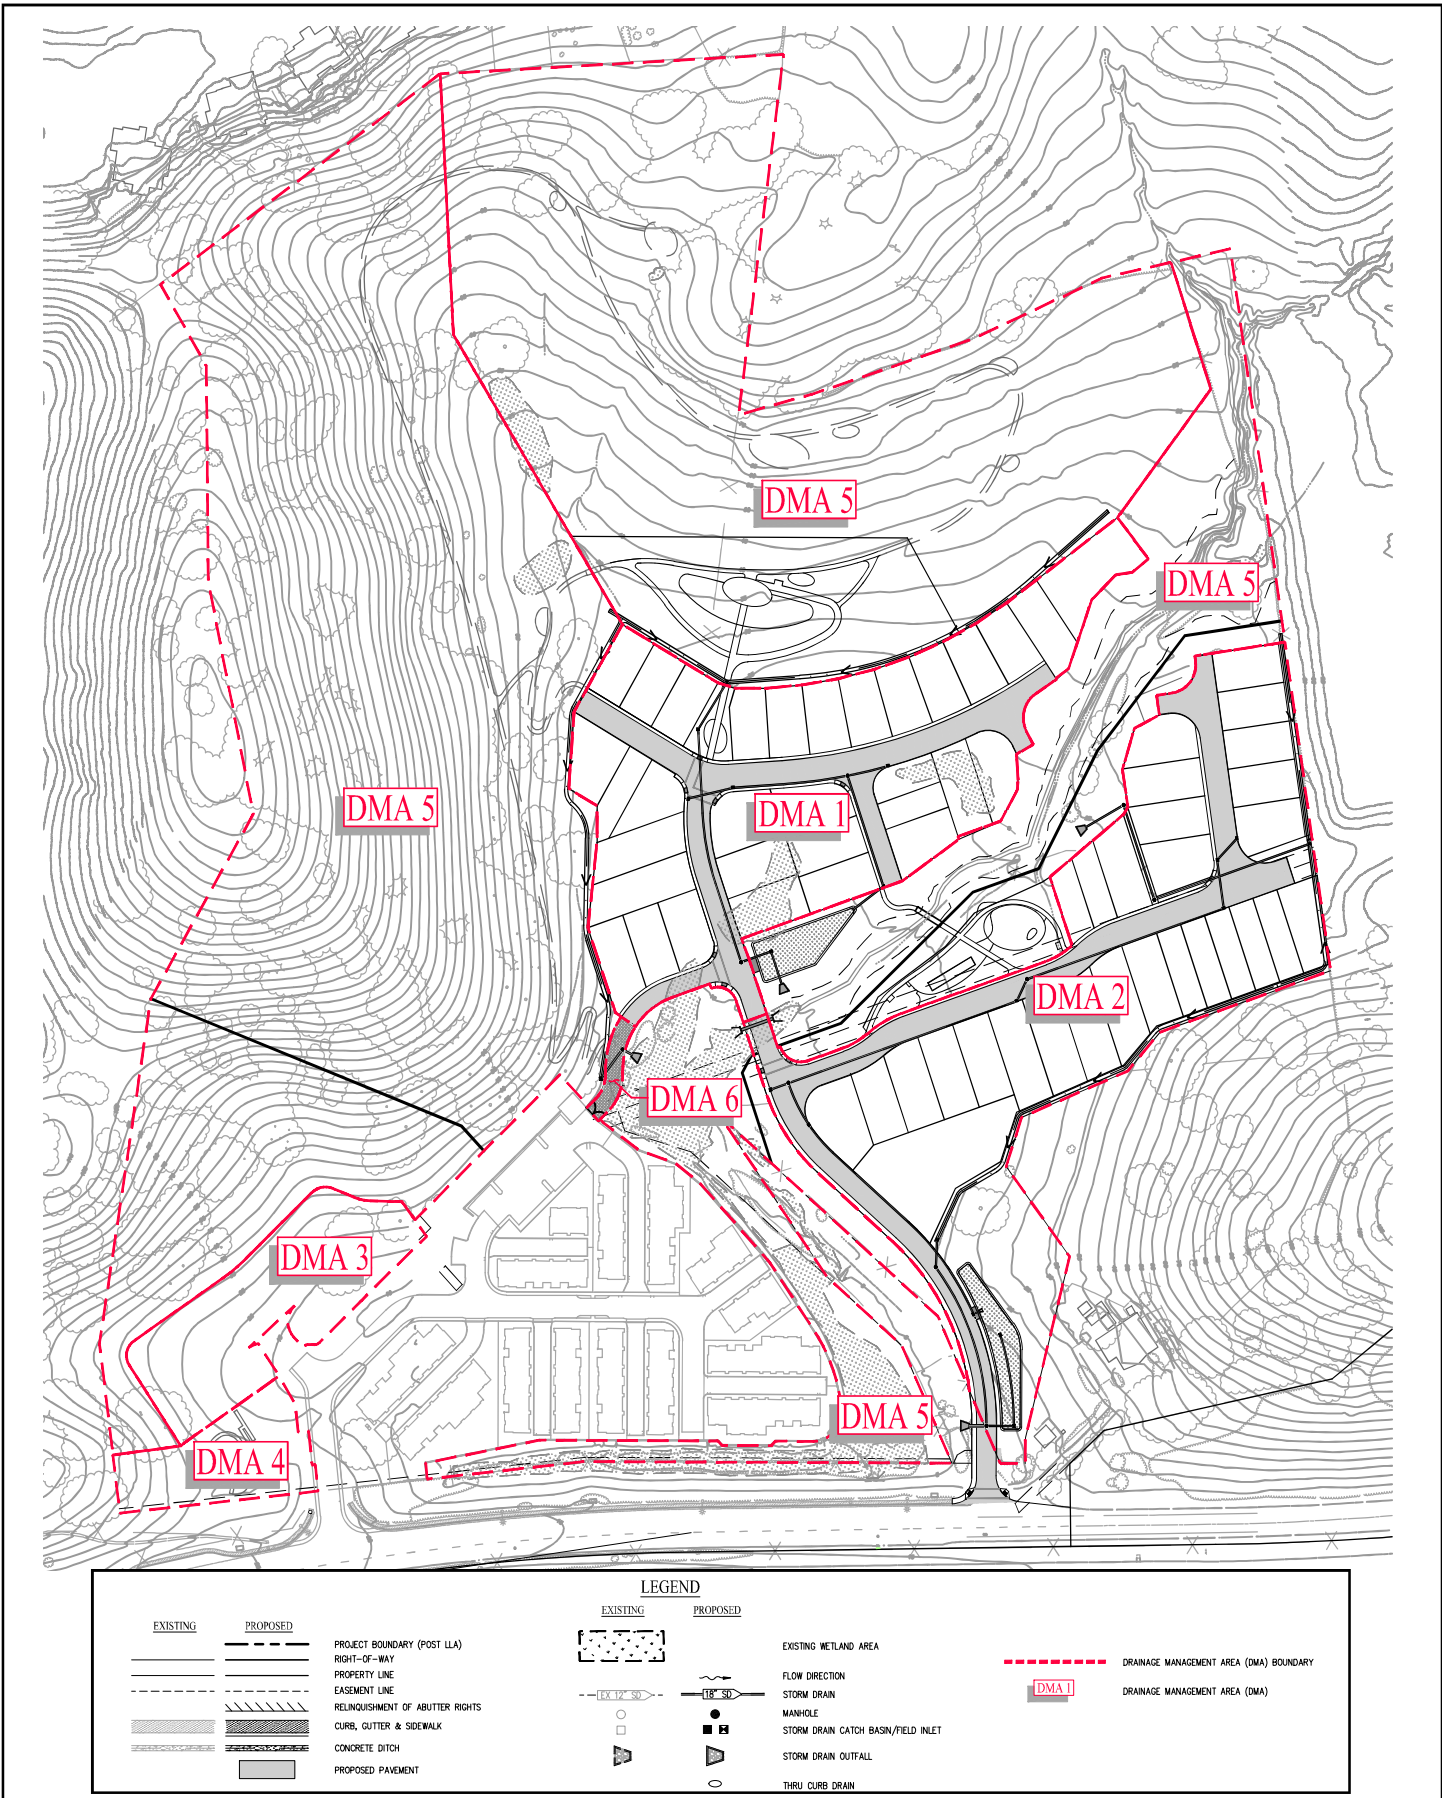 DMA 5
DMA 5
DMA 5
DMA 1
DMA 2
DMA 6
DMA 3
DMA 5
DMA 4
LEGEND
EXISTING PROPOSED
PROJECT BOUNDARY (POST LLA)
RIGHT-OF-WAY
PROPERTY LINE
EASEMENT LINE
RELINQUISHMENT OF ABUTTER RIGHTS
CURB, GUTTER & SIDEWALK
CONCRETE DITCH
PROPOSED PAVEMENT
EXISTING PROPOSED
EXISTING WETLAND AREA
FLOW DIRECTION
EX 12" SD 18" SD STORM DRAIN
MANHOLE
STORM DRAIN CATCH BASIN/FIELD INLET
STORM DRAIN OUTFALL
THRU CURB DRAIN
DRAINAGE MANAGEMENT AREA (DMA) BOUNDARY
DMA 1 DRAINAGE MANAGEMENT AREA (DMA)